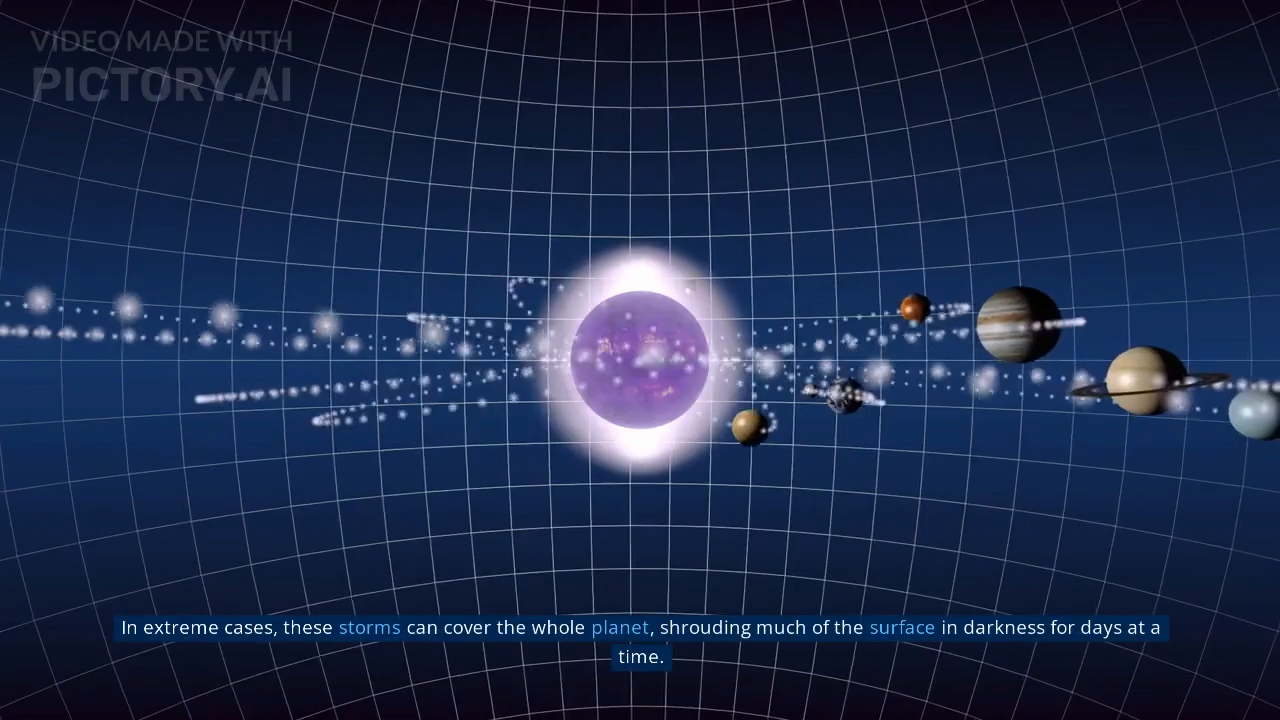 VIDEO MADE WITH
PICTORY.AI
In extreme cases, these storms can cover the whole planet, shrouding much of the surface in darkness for days at a
time.